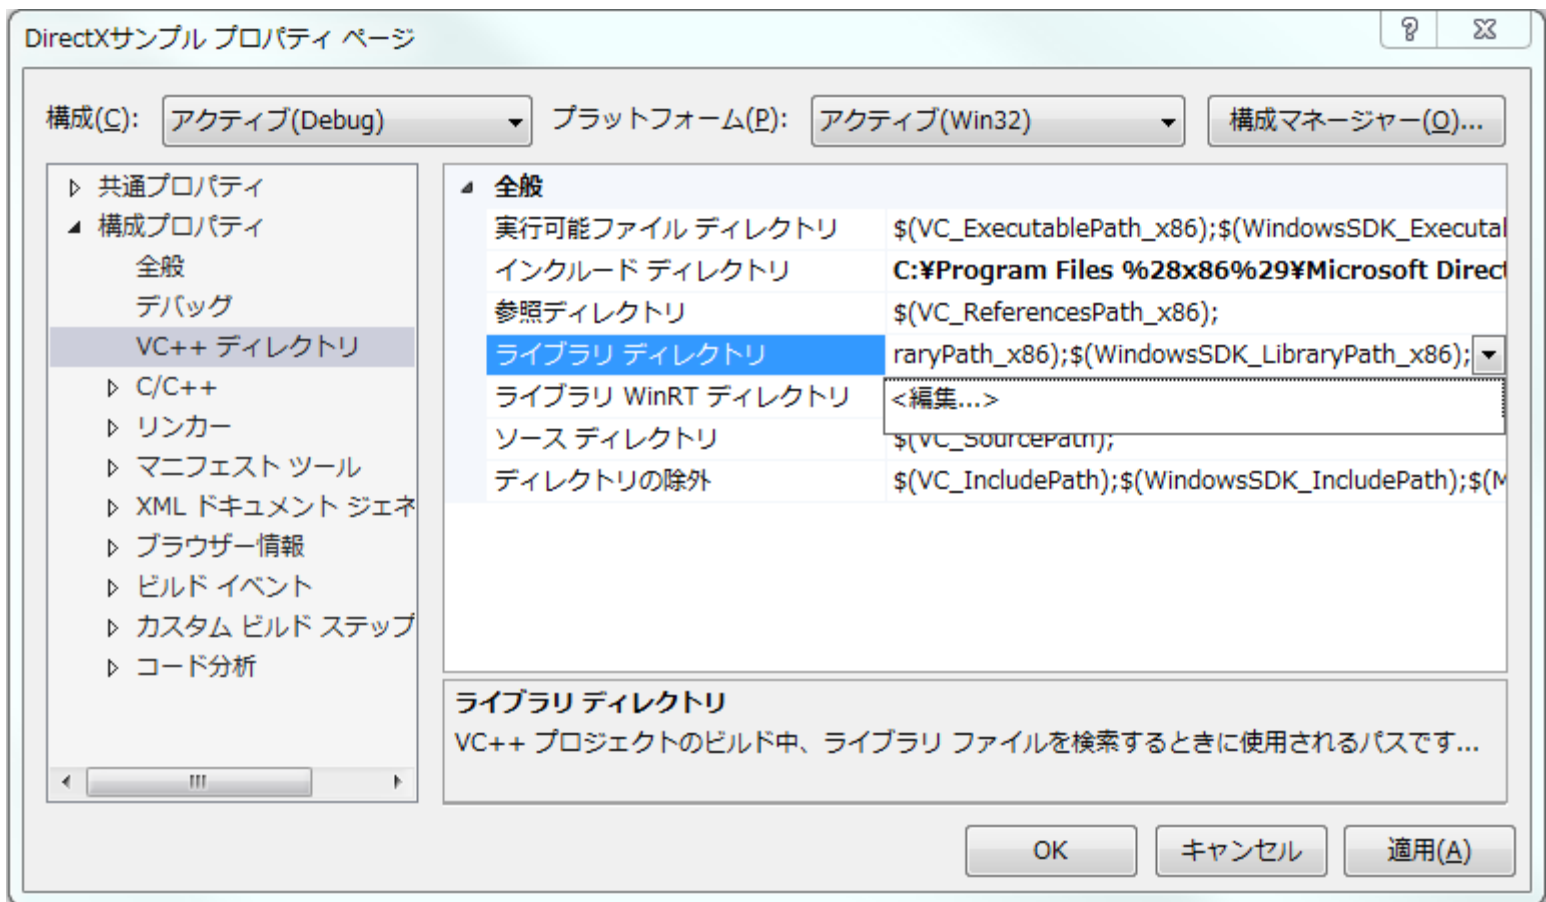 DirectXサンプル プロパティ ページ
構成(C): アクティブ(Debug) プラットフォーム(P): アクティブ(Win32) 構成マネージャー(O)...
共通プロパティ
構成プロパティ
全般
デバッグ
VC++ ディレクトリ
C/C++
リンカー
マニフェスト ツール
XML ドキュメント ジェネ
ブラウザー情報
ビルド イベント
カスタム ビルド ステップ
コード分析
全般
実行可能ファイル ディレクトリ $(VC_ExecutablePath_x86);$(WindowsSDK_Executal
インクルード ディレクトリ C:¥Program Files %28x86%29¥Microsoft Direct
参照ディレクトリ $(VC_ReferencesPath_x86);
ライブラリ ディレクトリ raryPath_x86);$(WindowsSDK_LibraryPath_x86);
ライブラリ WinRT ディレクトリ <編集...>
ソース ディレクトリ $(VC_SourcePath);
ディレクトリの除外 $(VC_IncludePath);$(WindowsSDK_IncludePath);$(M
ライブラリ ディレクトリ
VC++ プロジェクトのビルド中、ライブラリ ファイルを検索するときに使用されるパスです...
OK キャンセル 適用(A)